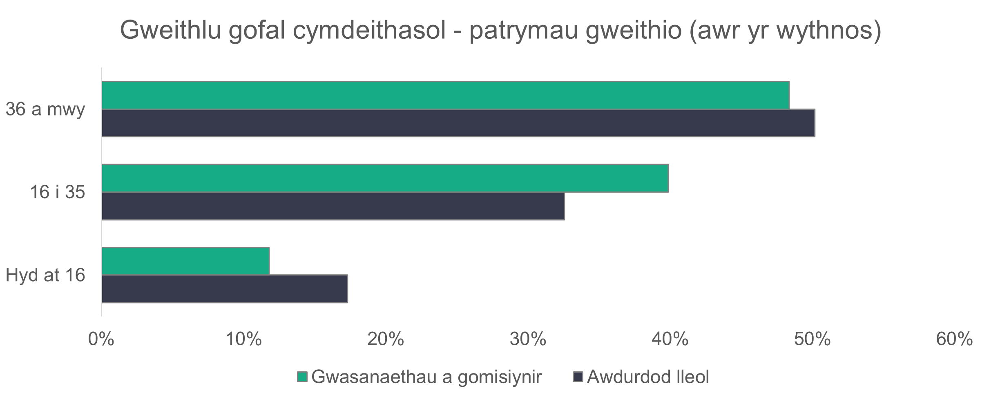 Gweithlu gofal cymdeithasol - patrymau gweithio (awr yr wythnos)
36 a mwy
16 i 35
Hyd at 16
0% 10% 20% 30% 40% 50% 60%
Gwasanaethau a gomisiynir Awdurdod lleol